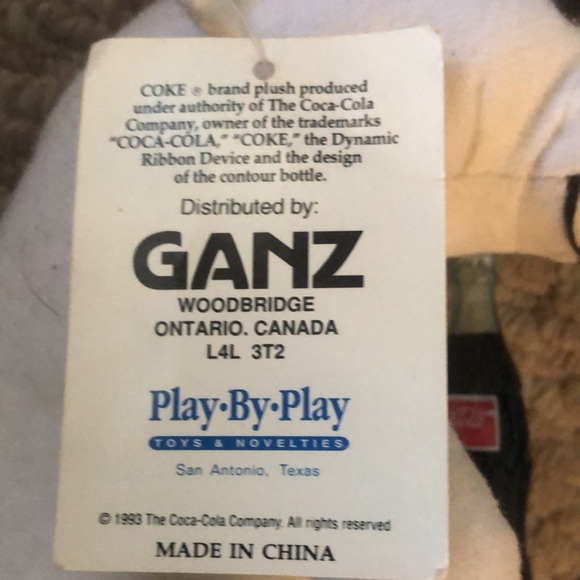 COKE ® brand plush produced
under authority of The Coca-Cola
Company, owner of the trademarks
"COCA-COLA," "COKE," the Dynamic
Ribbon Device and the design
of the contour bottle.
Distributed by:
GANZ
WOODBRIDGE
ONTARIO. CANADA
L4L 3T2
Play·By·Play
TOYS & NOVELTIES
San Antonio, Texas
© 1993 The Coca-Cola Company. All rights reserved
MADE IN CHINA